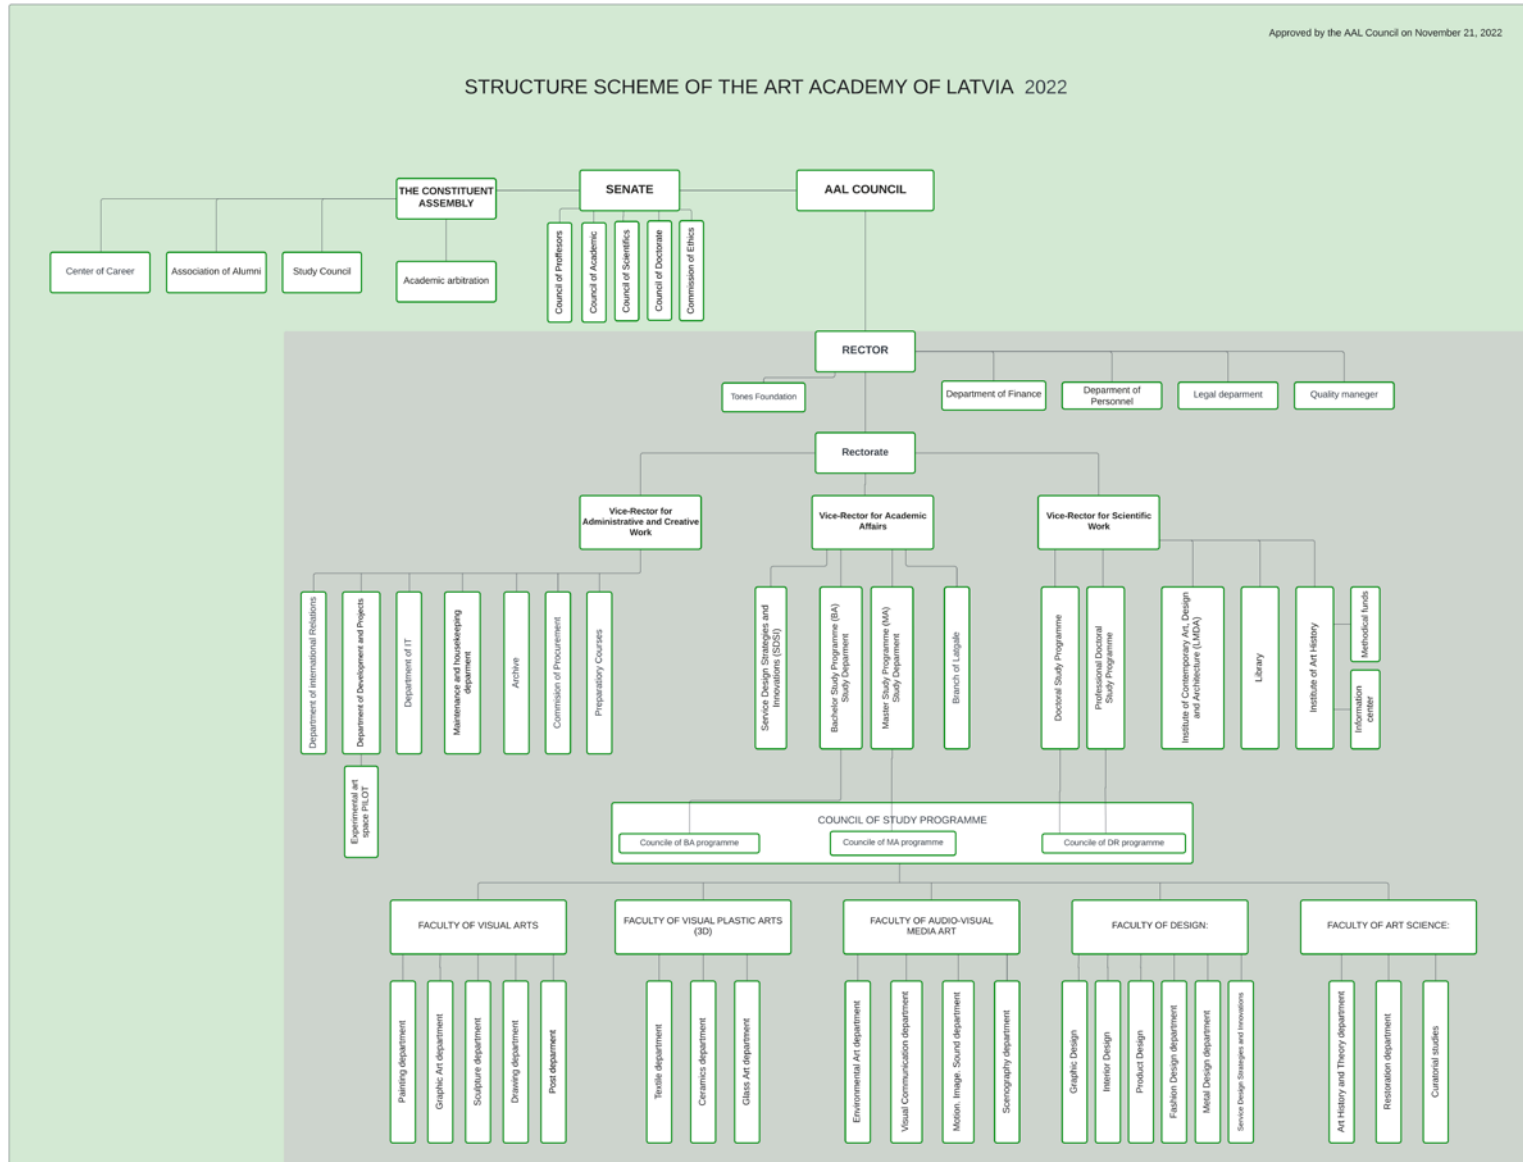 Approved by the AAL Council on November 21, 2022
STRUCTURE SCHEME OF THE ART ACADEMY OF LATVIA 2022
THE CONSTITUENT
ASSEMBLY
SENATE
AAL COUNCIL
Center of Career
Association of Alumni
Study Council
Academic arbitration
Council of Proffesors
Council of Academic
Council of Scientifics
Council of Doctorate
Commission of Ethics
RECTOR
Tones Foundation
Department of Finance
Deparment of
Personnel
Legal deparment
Quality maneger
Rectorate
Vice-Rector for
Administrative and Creative
Work
Vice-Rector for Academic
Affairs
Vice-Rector for Scientific
Work
Department of international Relations
Department of Development and Projects
Department of IT
Maintenance and housekeeping
deparment
Archive
Commision of Procurement
Preparatory Courses
Experimental art
space PILOT
Service Design Strategies and
Innovations (SDSI)
Bachelor Study Programme (BA)
Study Deparment
Master Study Programme (MA)
Study Deparment
Branch of Latgale
Doctoral Study Programme
Professional Doctoral
Study Programme
Institute of Contemporary Art, Design
and Architecture (LMDA)
Library
Institute of Art History
Methodical funds
Information
center
COUNCIL OF STUDY PROGRAMME
Councile of BA programme
Councile of MA programme
Councile of DR programme
FACULTY OF VISUAL ARTS
FACULTY OF VISUAL PLASTIC ARTS
(3D)
FACULTY OF AUDIO-VISUAL
MEDIA ART
FACULTY OF DESIGN:
FACULTY OF ART SCIENCE:
Painting department
Graphic Art department
Sculpture department
Drawing department
Post deparment
Textile department
Ceramics department
Glass Art department
Environmental Art department
Visual Communication department
Motion. Image. Sound department
Scenography department
Graphic Design
Interior Design
Product Design
Fashion Design department
Metal Design department
Service Design Strategies and Innovations
Art History and Theory department
Restoration department
Curatorial studies